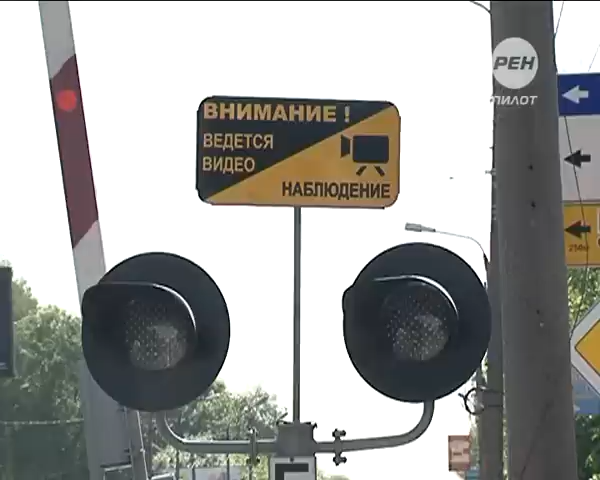 ВНИМАНИЕ !
ВЕДЕТСЯ
ВИДЕО
НАБЛЮДЕНИЕ
РЕН
ПИЛОТ